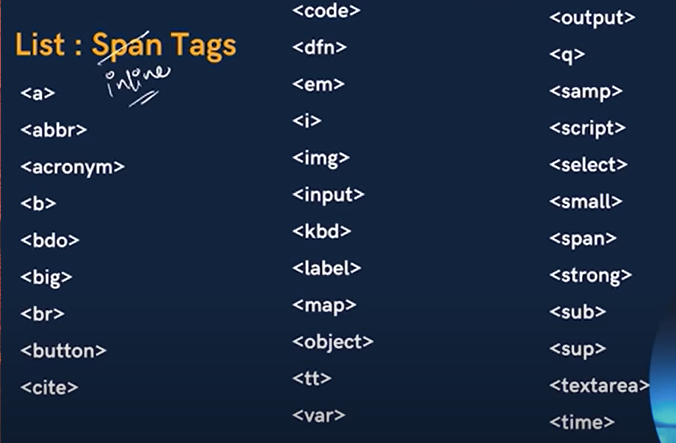 List : Span Tags
inline
<a>
<abbr>
<acronym>
<b>
<bdo>
<big>
<br>
<button>
<cite>
<code>
<dfn>
<em>
<i>
<img>
<input>
<kbd>
<label>
<map>
<object>
<tt>
<var>
<output>
<q>
<samp>
<script>
<select>
<small>
<span>
<strong>
<sub>
<sup>
<textarea>
<time>